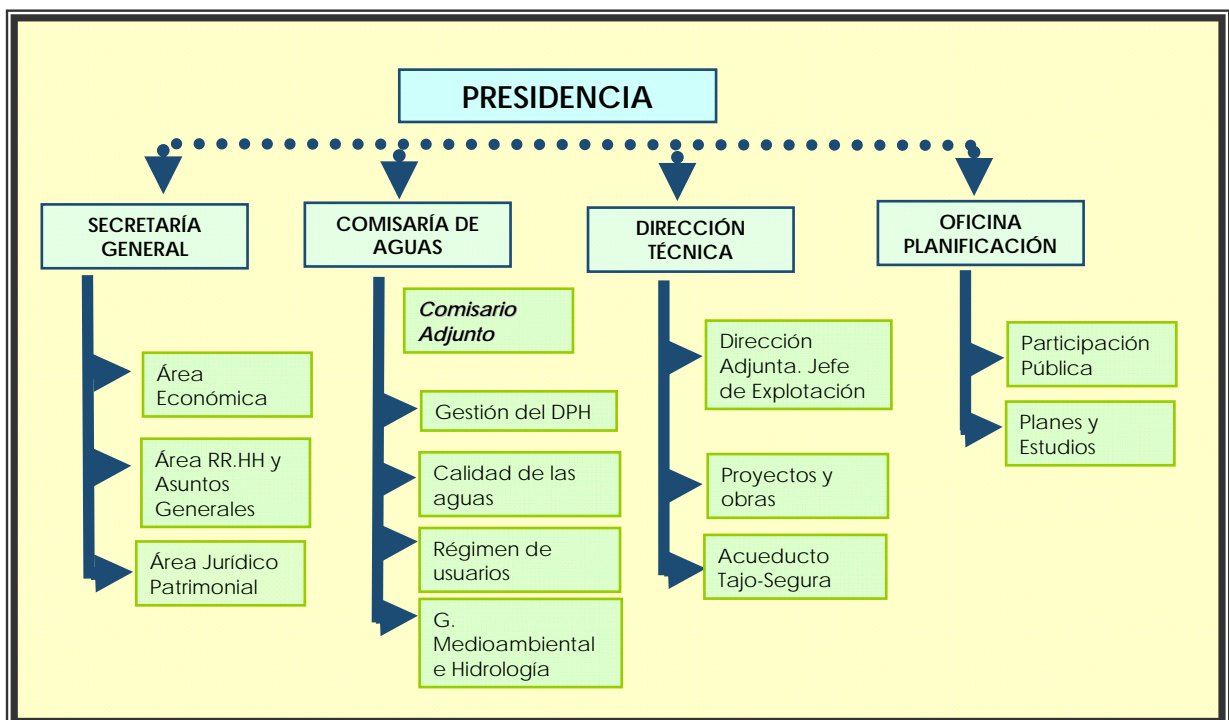 PRESIDENCIA
SECRETARÍA
GENERAL
COMISARÍA DE
AGUAS
DIRECCIÓN
TÉCNICA
OFICINA
PLANIFICACIÓN
Área
Económica
Área RR.HH y
Asuntos
Generales
Área Jurídico
Patrimonial
Comisario
Adjunto
Gestión del DPH
Calidad de las
aguas
Régimen de
usuarios
G.
Medioambiental
e Hidrología
Dirección
Adjunta. Jefe
de Explotación
Proyectos y
obras
Acueducto
Tajo-Segura
Participación
Pública
Planes y
Estudios